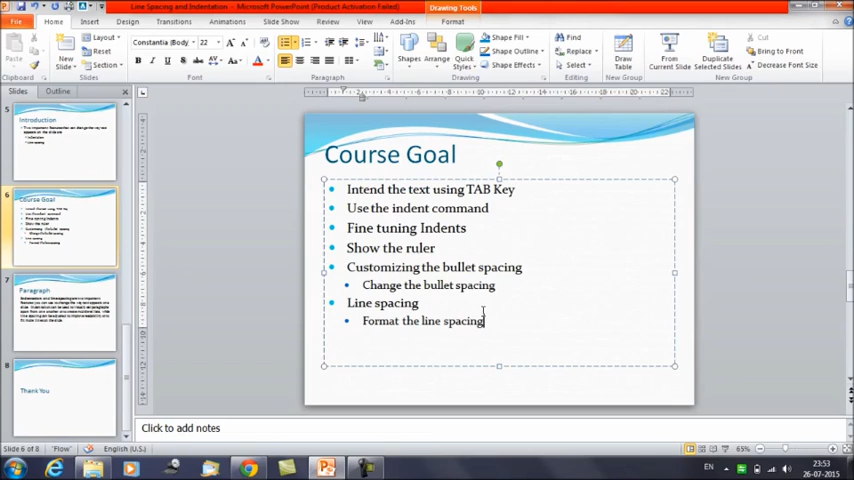 Line Spacing and Indentation - Microsoft PowerPoint (Product Activation Failed)
Drawing Tools
File Home Insert Design Transitions Animations Slide Show Review View Add-Ins Format
Paste
New Slide
Layout
Reset
Section
Constantia (Body) 22
Shapes
Arrange
Quick Styles
Shape Fill
Shape Outline
Shape Effects
Find
Replace
Select
Draw Table
From Current Slide
Duplicate Selected Slides
Bring to Front
Decrease Font
Clipboard Slides Font Paragraph Drawing Editing New Group New Group
Slides Outline
5
Introduction
6
Course Goal
7
Paragraph
8
Thank You
Course Goal
Intend the text using TAB Key
Use the indent command
Fine tuning Indents
Show the ruler
Customizing the bullet spacing
Change the bullet spacing
Line spacing
Format the line spacing
Click to add notes
Slide 6 of 8 "Flow" English (U.S.) 65%
EN
23:53
26-07-2015